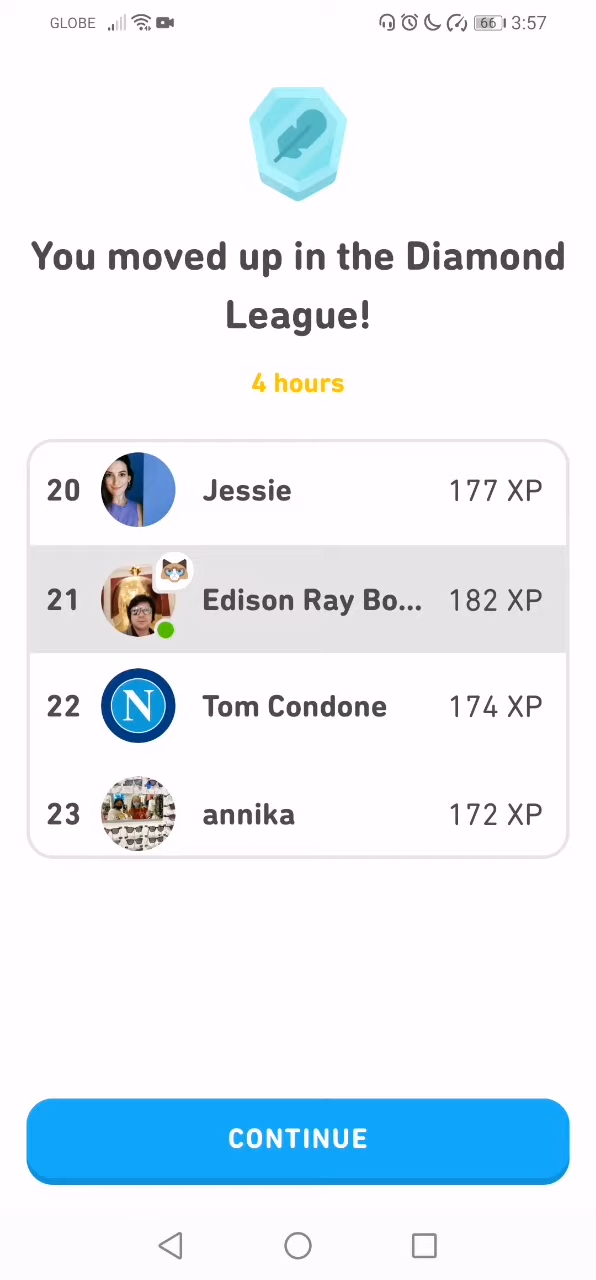 GLOBE 66 3:57
You moved up in the Diamond
League!
4 hours
20 Jessie 177 XP
21 Edison Ray Bo... 182 XP
22 N Tom Condone 174 XP
23 annika 172 XP
CONTINUE